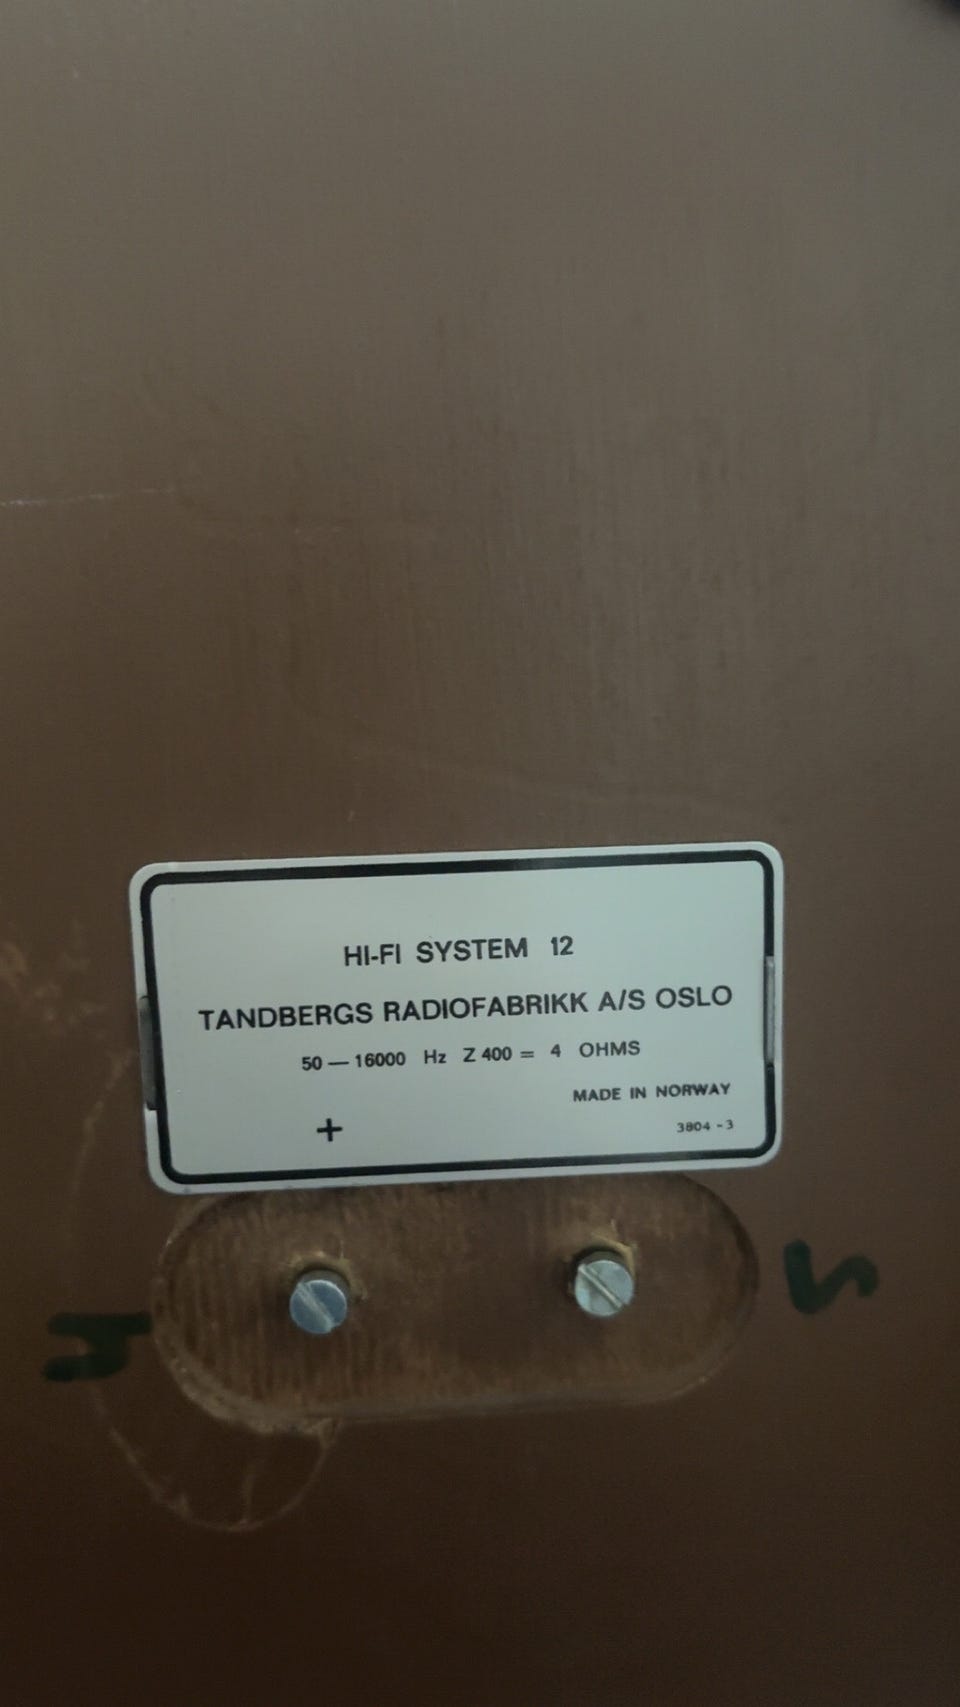 HI-FI SYSTEM 12
TANDBERGS RADIOFABRIKK A/S OSLO
50 — 16000 Hz Z 400 = 4 OHMS
MADE IN NORWAY
+ 3804 - 3